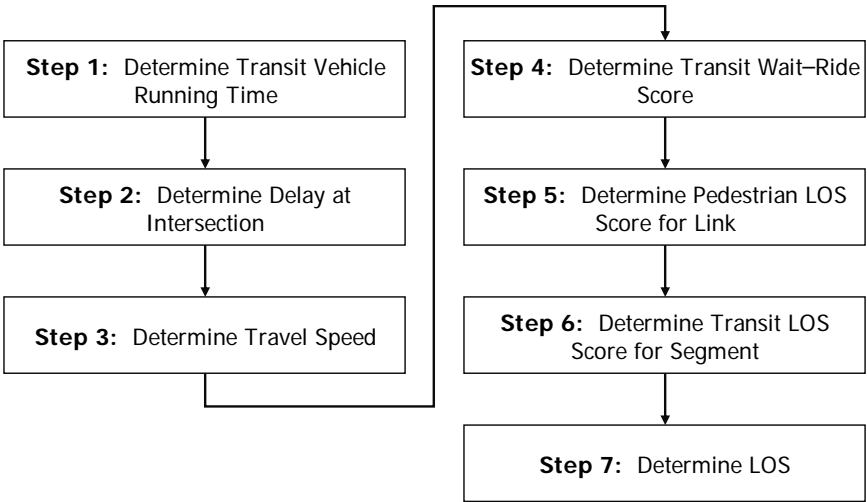 Step 1: Determine Transit Vehicle
Running Time
Step 2: Determine Delay at
Intersection
Step 3: Determine Travel Speed
Step 4: Determine Transit Wait–Ride
Score
Step 5: Determine Pedestrian LOS
Score for Link
Step 6: Determine Transit LOS
Score for Segment
Step 7: Determine LOS